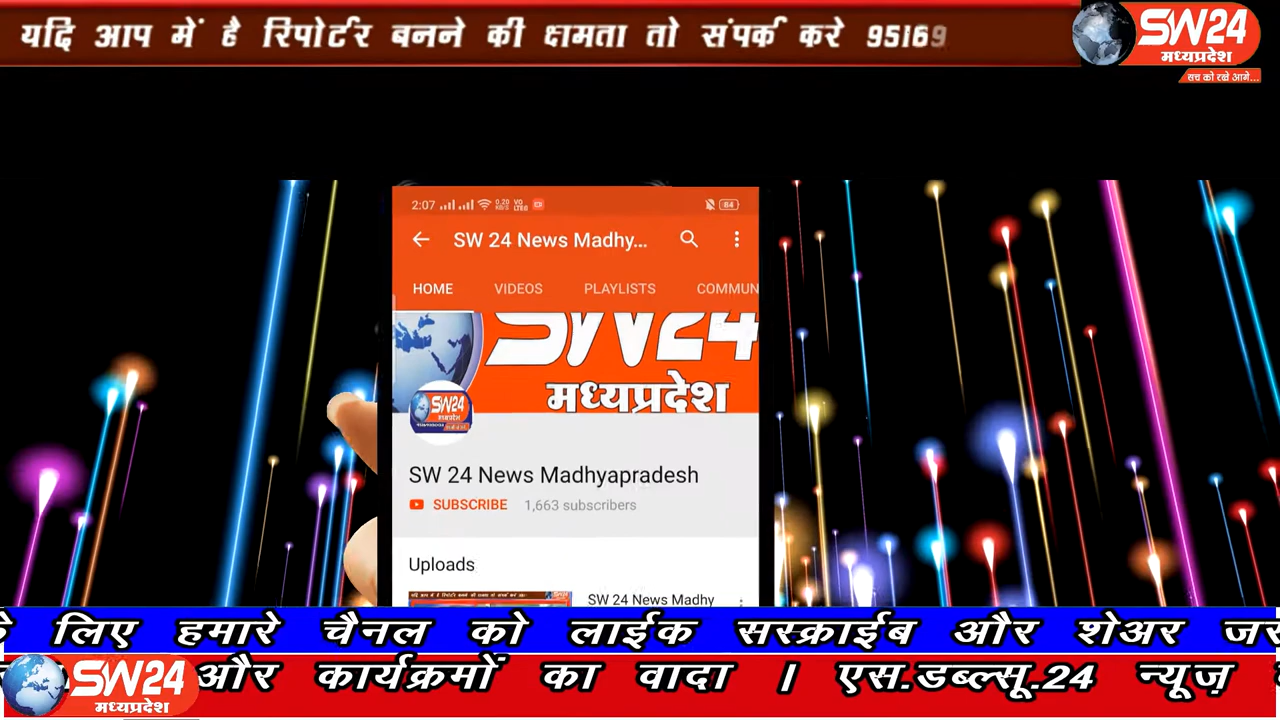 यदि आप में है रिपोर्टर बनने की क्षमता तो संपर्क करे 95169
SW24
मध्यप्रदेश
सच को रखे आगे...
2:07
84
SW 24 News Madhy...
HOME VIDEOS PLAYLISTS COMMUN
SW24
मध्यप्रदेश
SW24
SW 24 News Madhyapradesh
SUBSCRIBE 1,663 subscribers
Uploads
SW 24 News Madhy
लिए हमारे चैनल को लाईक सस्क्राईब और शेअर
और कार्यक्रमों का वादा । एस.डब्ल्सू.24 न्यूज़
SW24
मध्यप्रदेश